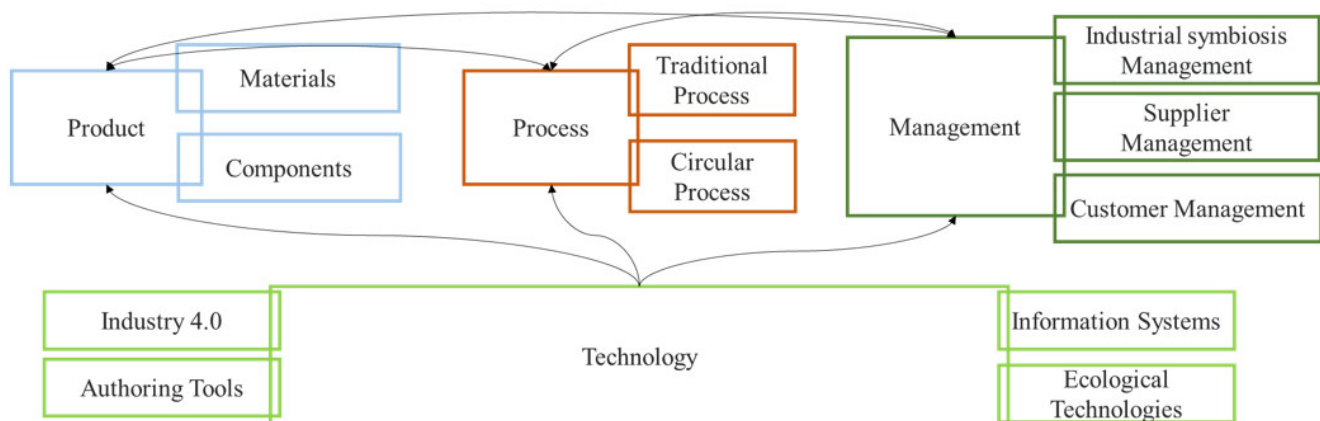 Materials
Product
Components
Traditional
Process
Process
Circular
Process
Industrial symbiosis
Management
Management
Supplier
Management
Customer Management
Industry 4.0
Authoring Tools
Technology
Information Systems
Ecological
Technologies